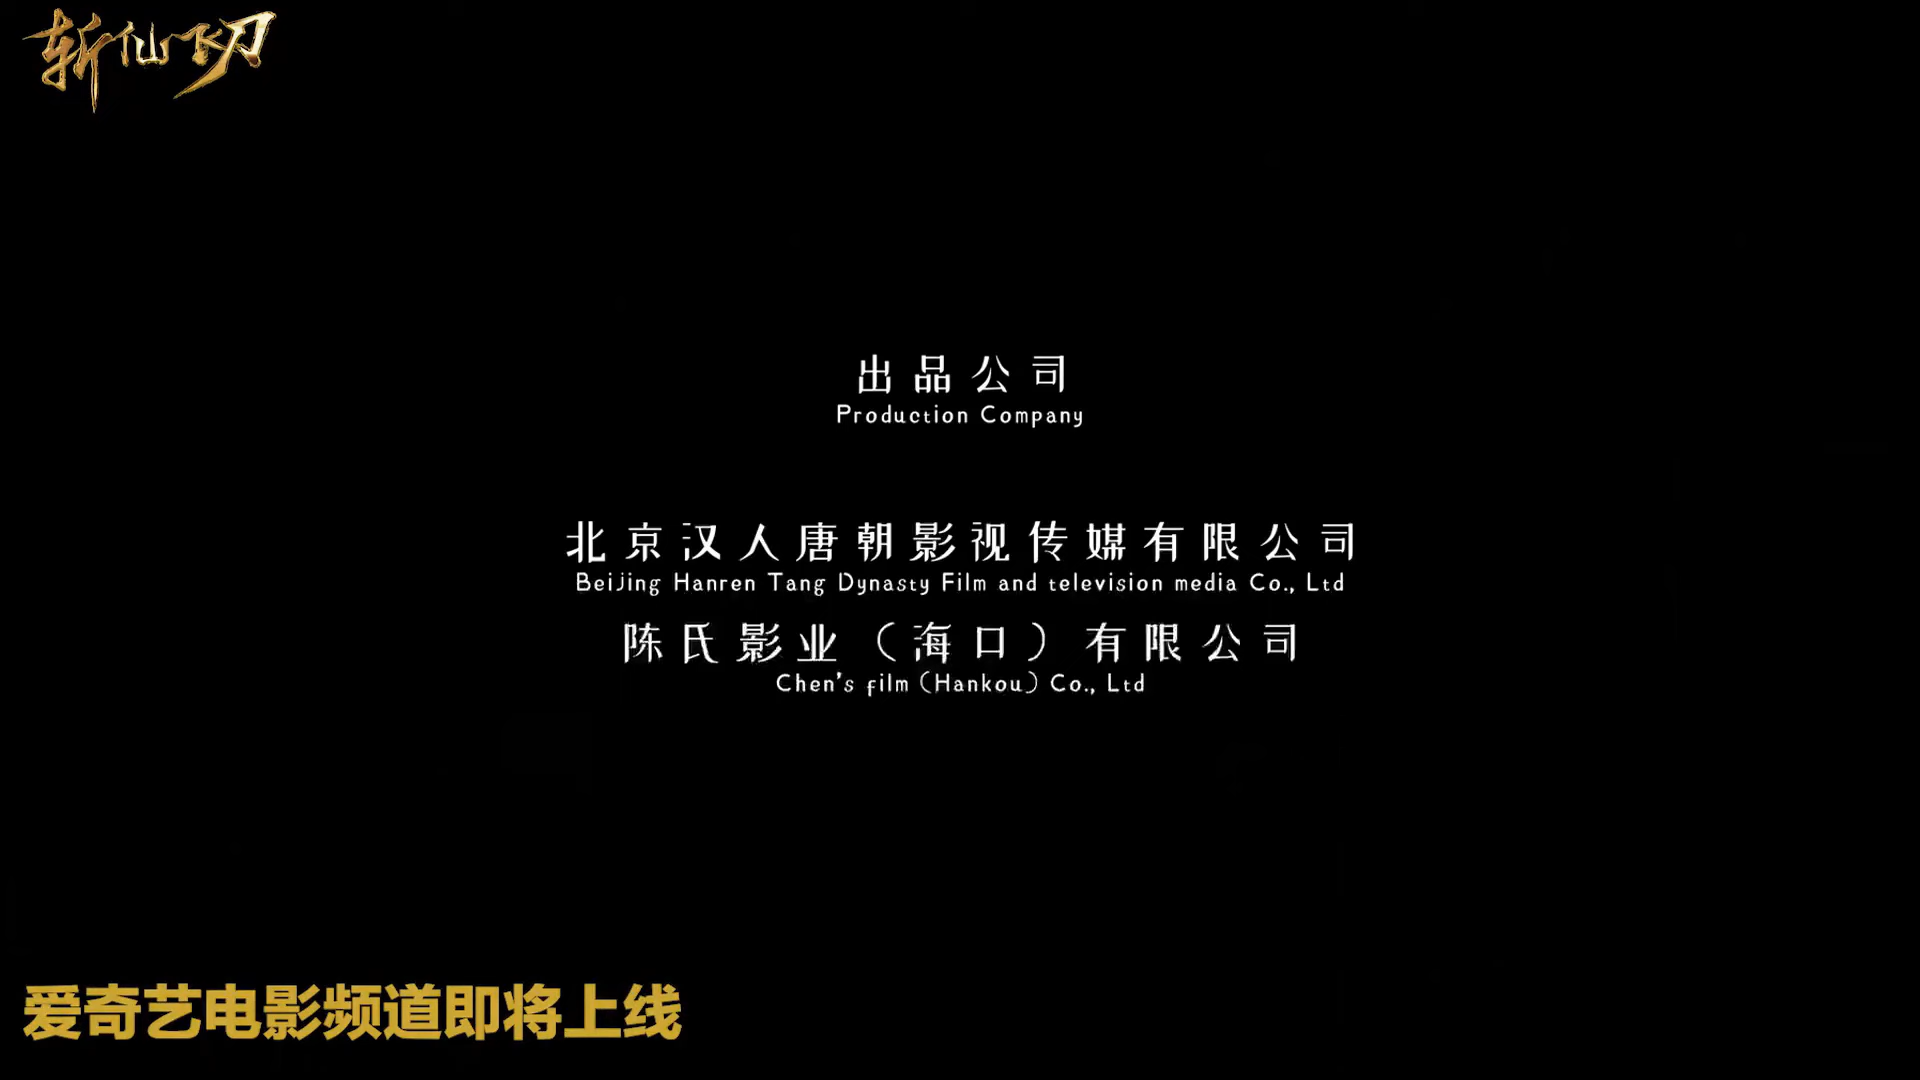 斩仙飞刃
出品公司
Production Company
北京汉人唐朝影视传媒有限公司
BeiJing Hanren Tang Dynasty Film and television media Co., Ltd
陈氏影业（海口）有限公司
Chen's film（Hankou）Co., Ltd
爱奇艺电影频道即将上线